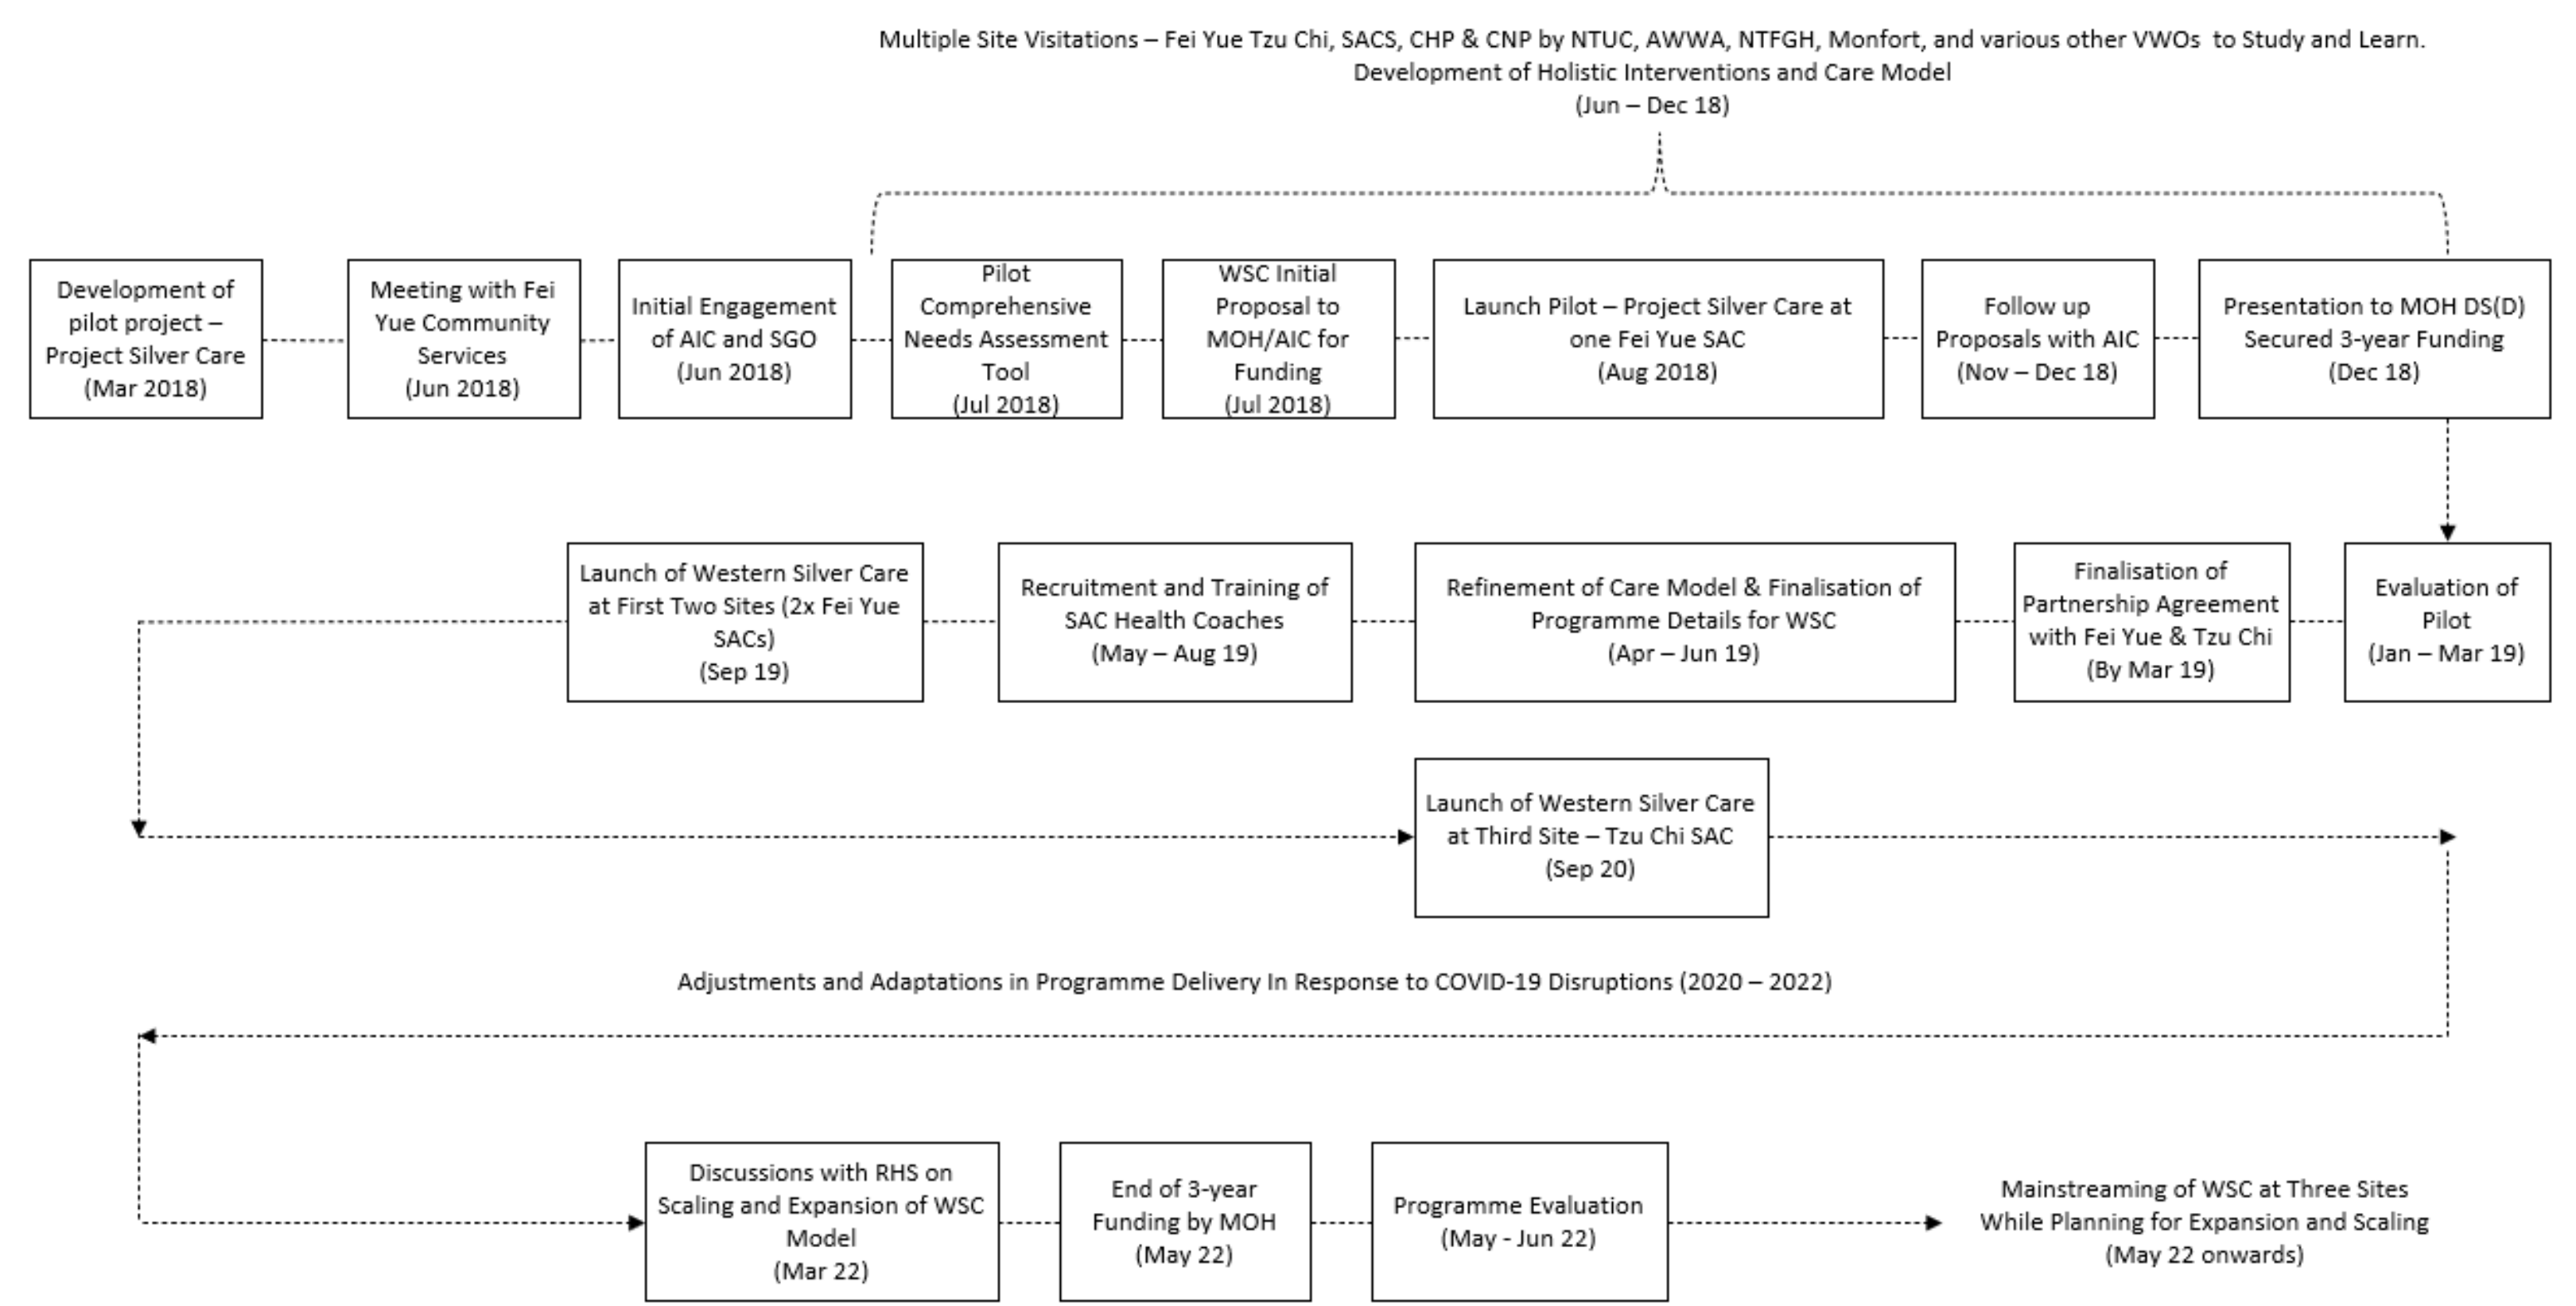 Multiple Site Visitations – Fei Yue Tzu Chi, SACS, CHP & CNP by NTUC, AWWA, NTFGH, Monfort, and various other VWOs  to Study and Learn.
Development of Holistic Interventions and Care Model
(Jun – Dec 18)
Development of
pilot project –
Project Silver Care
(Mar 2018)
Meeting with Fei
Yue Community
Services
(Jun 2018)
Initial Engagement
of AIC and SGO
(Jun 2018)
Pilot
Comprehensive
Needs Assessment
Tool
(Jul 2018)
WSC Initial
Proposal to
MOH/AIC for
Funding
(Jul 2018)
Launch Pilot – Project Silver Care at
one Fei Yue SAC
(Aug 2018)
Follow up
Proposals with AIC
(Nov – Dec 18)
Presentation to MOH DS(D)
Secured 3-year Funding
(Dec 18)
Evaluation of
Pilot
(Jan – Mar 19)
Finalisation of
Partnership Agreement
with Fei Yue & Tzu Chi
(By Mar 19)
Refinement of Care Model & Finalisation of
Programme Details for WSC
(Apr – Jun 19)
Recruitment and Training of
SAC Health Coaches
(May – Aug 19)
Launch of Western Silver Care
at First Two Sites (2x Fei Yue
SACs)
(Sep 19)
Launch of Western Silver Care
at Third Site – Tzu Chi SAC
(Sep 20)
Adjustments and Adaptations in Programme Delivery In Response to COVID-19 Disruptions (2020 – 2022)
Discussions with RHS on
Scaling and Expansion of WSC
Model
(Mar 22)
End of 3-year
Funding by MOH
(May 22)
Programme Evaluation
(May - Jun 22)
Mainstreaming of WSC at Three Sites
While Planning for Expansion and Scaling
(May 22 onwards)